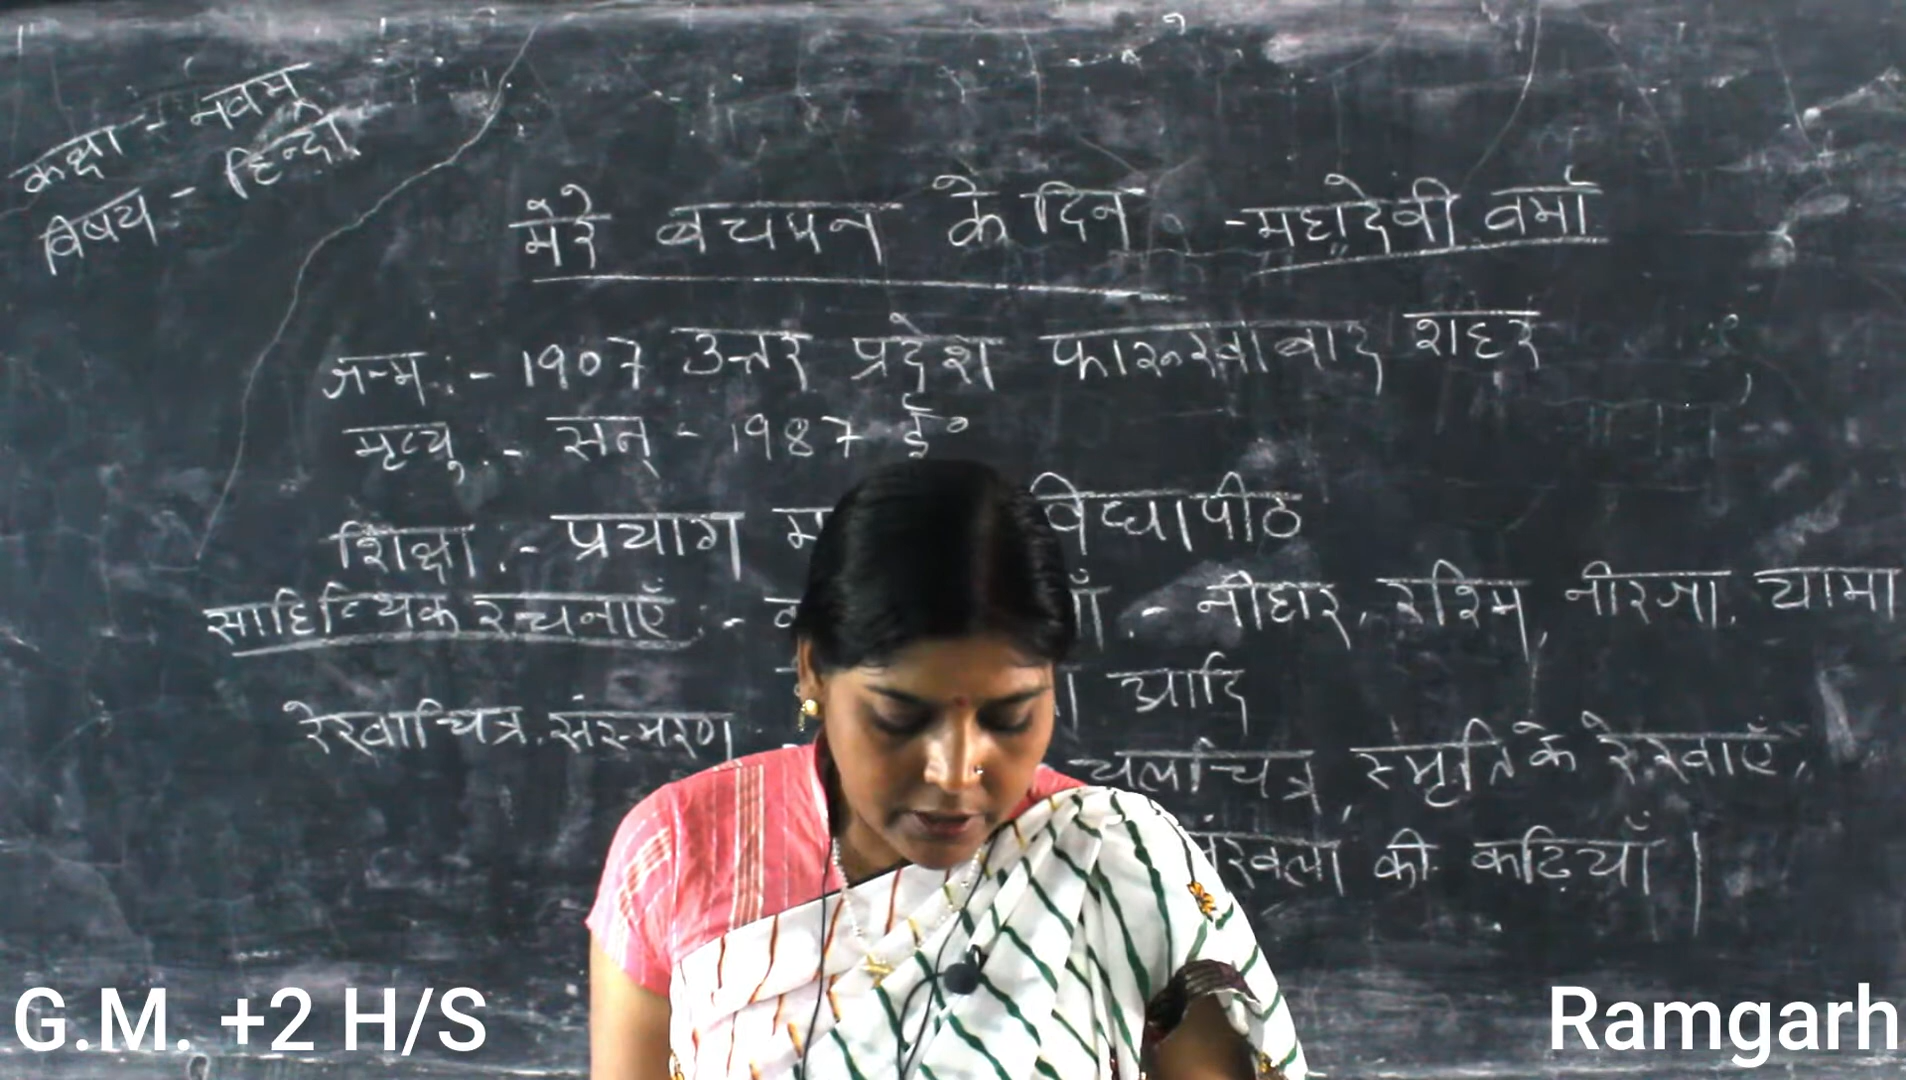 कक्षा - नवम्
विषय - हिन्दी
मेरे बचपन के दिन - महादेवी वर्मा
जन्म :- 1907 उत्तर प्रदेश फारूखाबाद शहर
मृत्यु :- सन् - 1987 ई०
शिक्षा :- प्रयाग विद्यापीठ
साहित्यिक रचनाएँ :- नीहार, रश्मि, नीरजा, यामा
आदि
रेखाचित्र, संस्मरण चलचित्र, स्मृति के रेखाएँ,
की कढ़ियाँ |
G.M. +2 H/S
Ramgarh